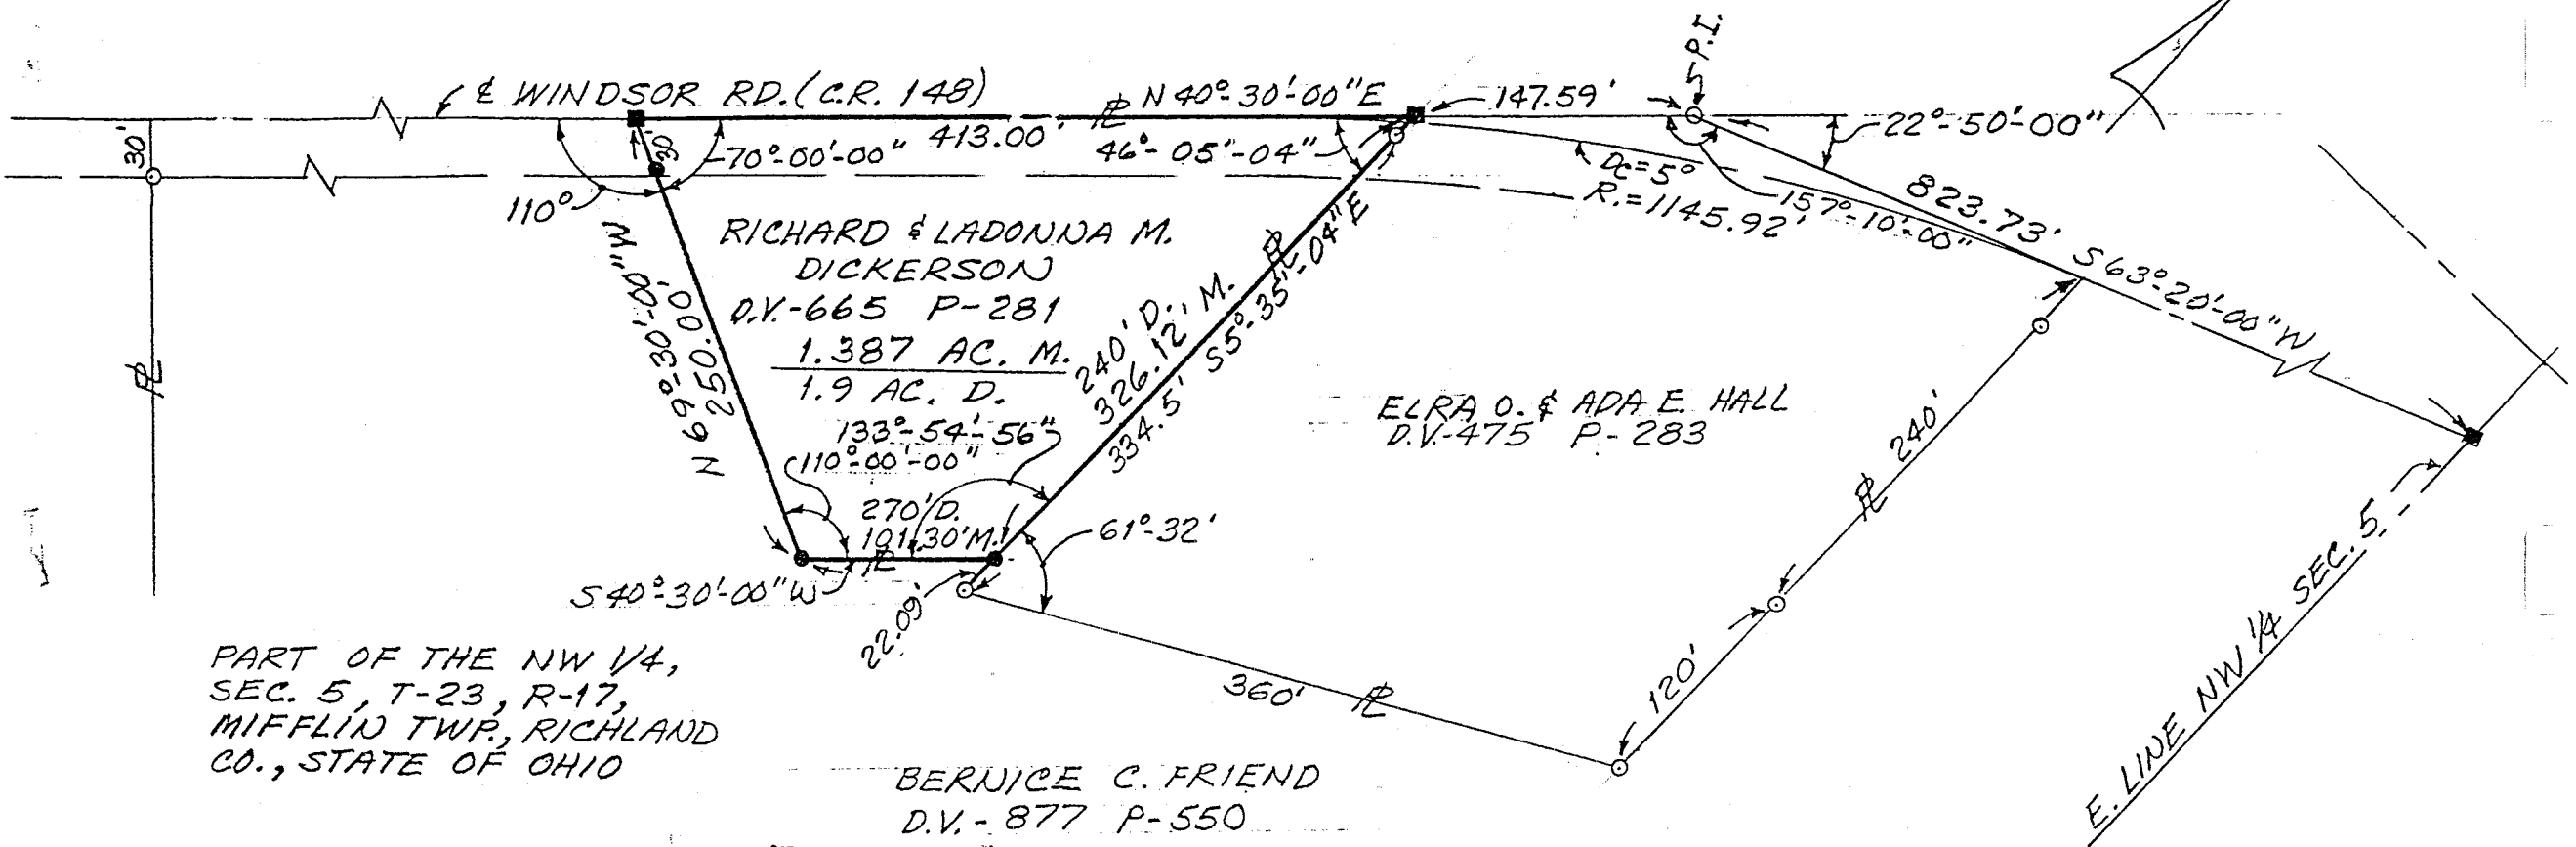 5 P.I.
℄ WINDSOR RD. (C.R. 148)
⅊ N 40°-30'-00" E
147.59'
22°-50'-00"
30'
30'
70°-00'-00"
413.00'
46°-05"-04"
110°
Dc=5°
R.=1145.92'
157°-10'-00"
823.73'
S 63°-20'-00" W
RICHARD & LADONNA M.
DICKERSON
D.V.-665 P-281
1.387 AC. M.
1.9 AC. D.
N 69°-30'-00" W
250.00'
240' D., M.
326.12' M.
334.5'
S5°-35'-04" E
⅊
⅊
133°-54'-56"
110°-00'-00"
270' D.
101.30' M.
⅊
S 40°-30'-00" W
22.09'
61°-32'
ELRA O. & ADA E. HALL
D.V.-475 P-283
240'
⅊
120'
360' ⅊
E. LINE NW 1/4 SEC. 5
PART OF THE NW 1/4,
SEC. 5, T-23, R-17,
MIFFLIN TWP., RICHLAND
CO., STATE OF OHIO
BERNICE C. FRIEND
D.V.-877 P-550